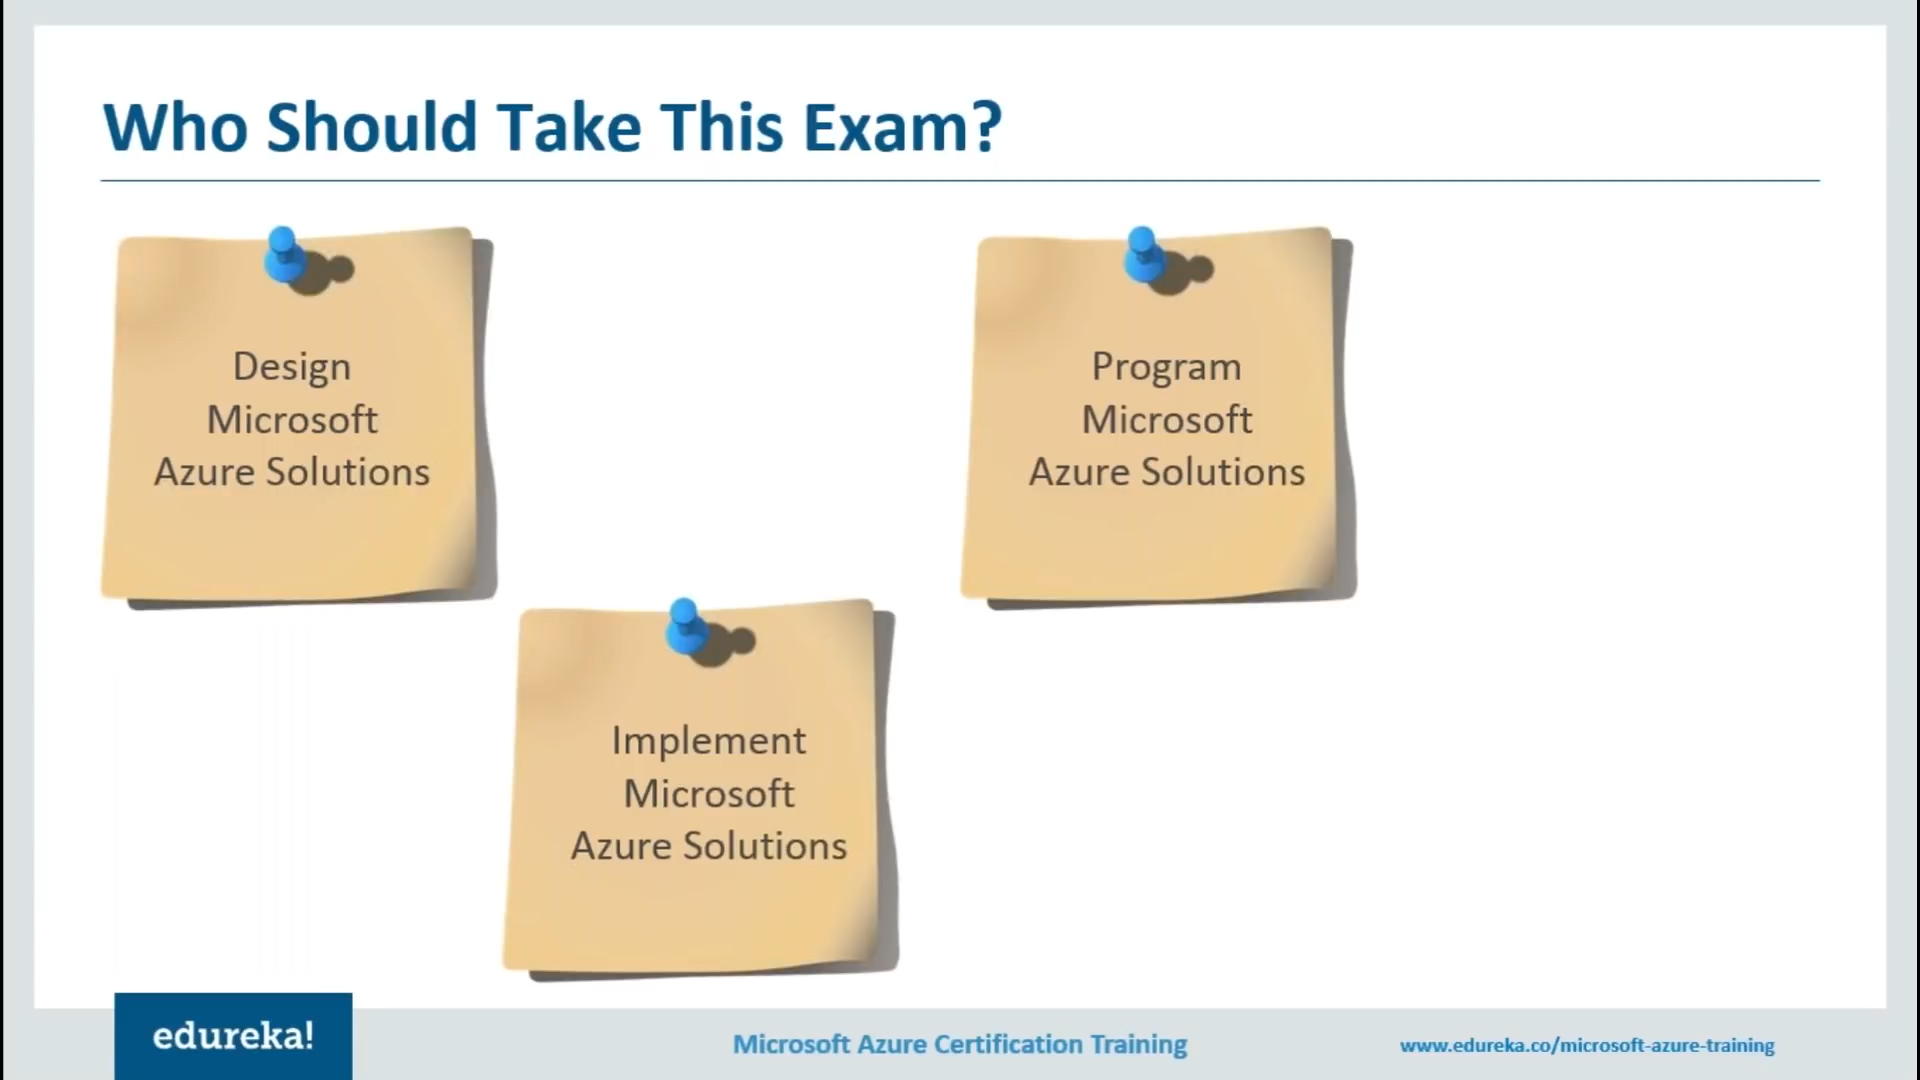 Who Should Take This Exam?
Design
Microsoft
Azure Solutions
Program
Microsoft
Azure Solutions
Implement
Microsoft
Azure Solutions
edureka!
Microsoft Azure Certification Training
www.edureka.co/microsoft-azure-training